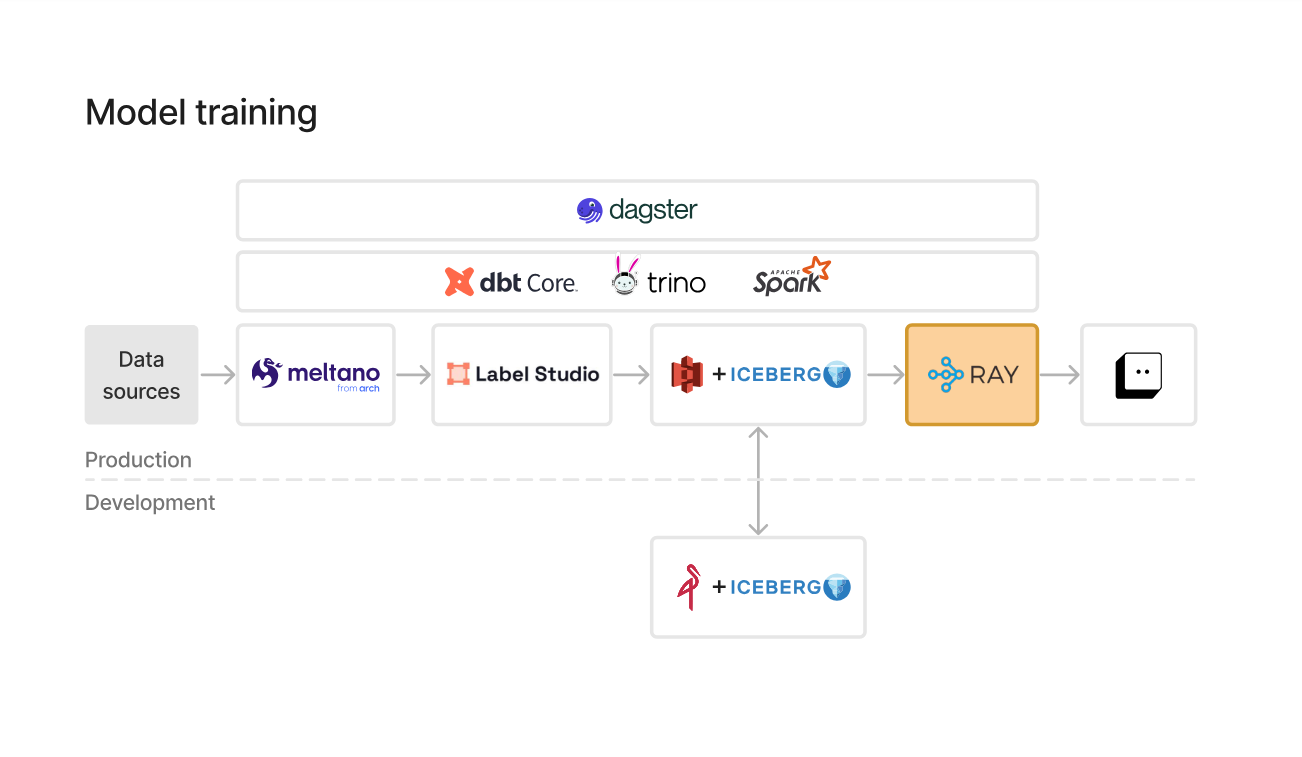 Model training
dagster
dbt Core
trino
APACHE
Spark
Data
sources
meltano
from arch
Label Studio
+ ICEBERG
RAY
Production
Development
+ ICEBERG